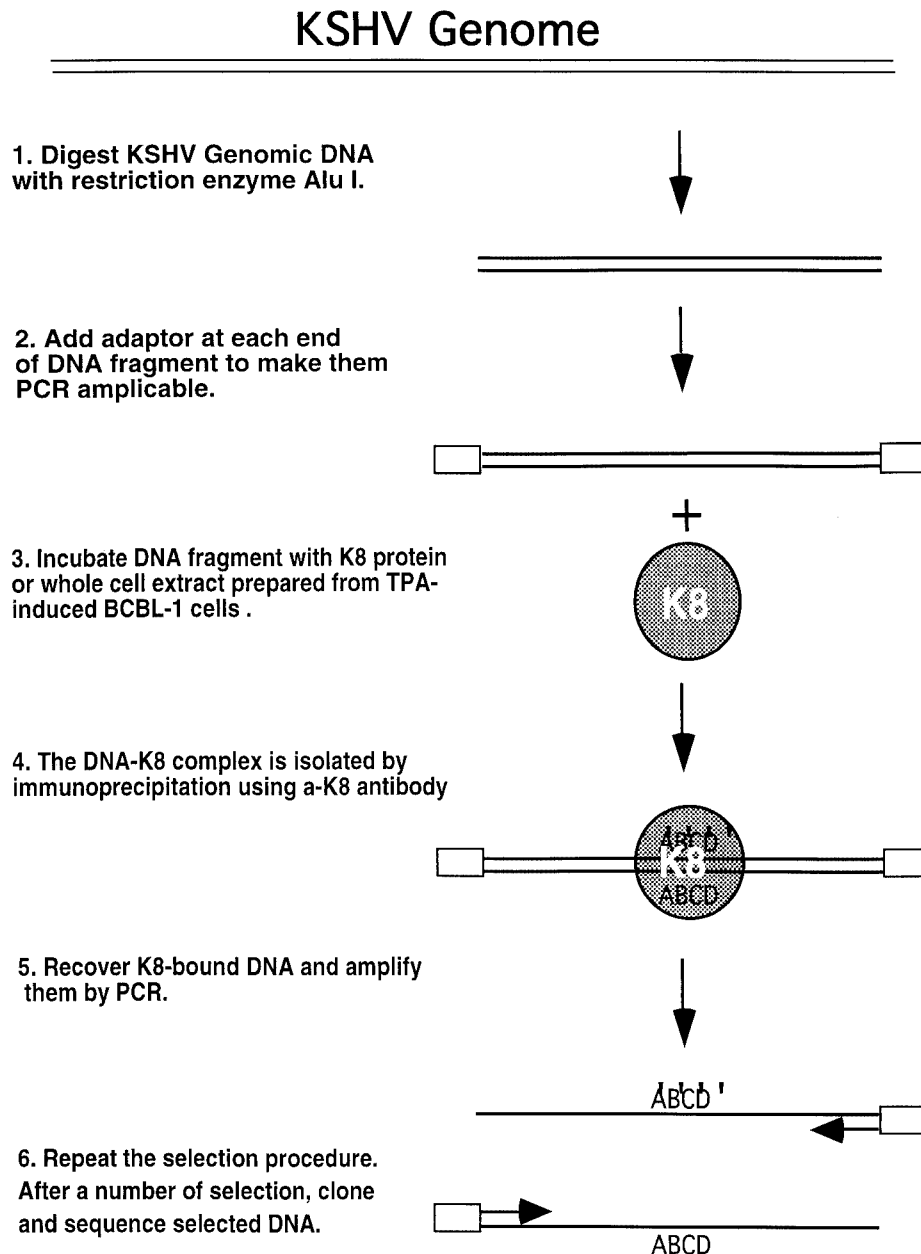 KSHV Genome
1. Digest KSHV Genomic DNA
with restriction enzyme Alu I.
2. Add adaptor at each end
of DNA fragment to make them
PCR amplicable.
+
3. Incubate DNA fragment with K8 protein
or whole cell extract prepared from TPA-
induced BCBL-1 cells .
K8
4. The DNA-K8 complex is isolated by
immunoprecipitation using a-K8 antibody
A'B'C'D'
K8
ABCD
5. Recover K8-bound DNA and amplify
them by PCR.
A'B'C'D'
6. Repeat the selection procedure.
After a number of selection, clone
and sequence selected DNA.
ABCD